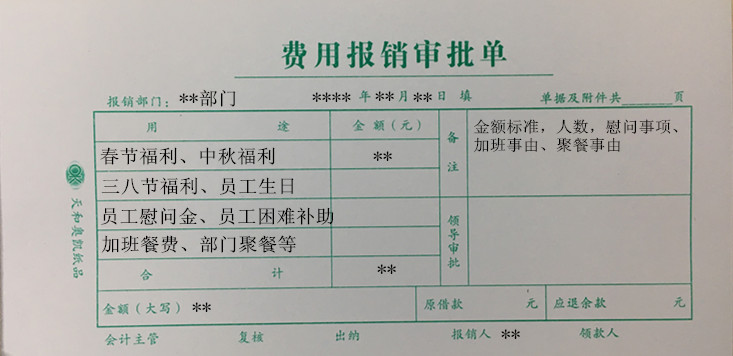 费用报销审批单
报销部门：**部门 **** 年 ** 月 ** 日 填 单据及附件共 页
用 途 金额（元） 备注 金额标准，人数，慰问事项、
加班事由、聚餐事由
春节福利、中秋福利 **
三八节福利、员工生日
员工慰问金、员工困难补助 领导审批
加班餐费、部门聚餐等
合 计 **
金额（大写） ** 原借款 元 应退余款 元
会计主管 复核 出纳 报销人 ** 领款人
天和奥凯纸品